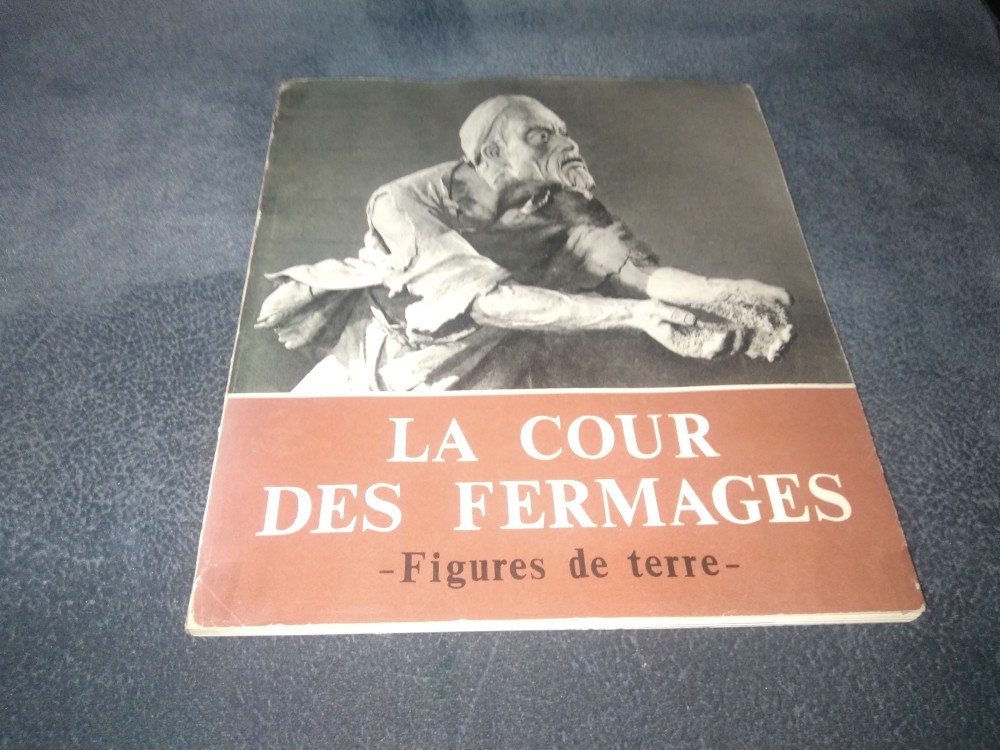 LA COUR
DES FERMAGES
-Figures de terre-